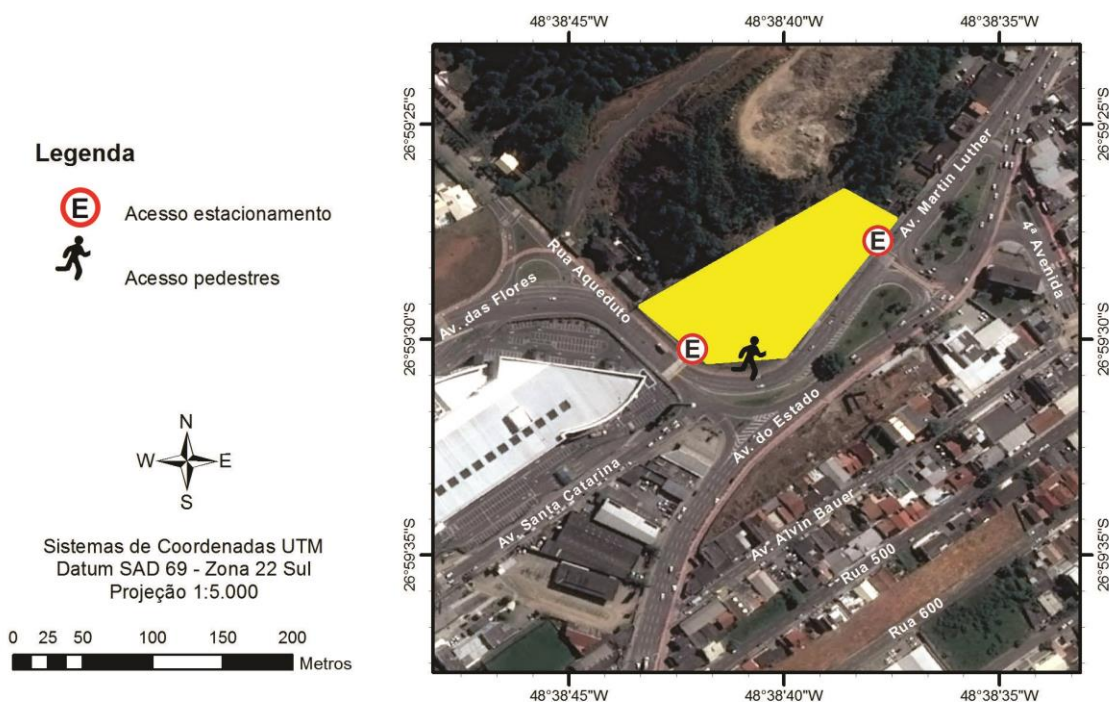 48°38'45"W
48°38'40"W
48°38'35"W
26°59'25"S
26°59'25"S
Legenda
E
Acesso estacionamento
Acesso pedestres
Av. Martin Luther
E
4ª Avenida
Rua Aqueduto
Av. das Flores
26°59'30"S
26°59'30"S
E
Av. do Estado
N
W
E
S
Av. Santa Catarina
Av. Alvin Bauer
Rua 500
Rua 600
26°59'35"S
26°59'35"S
Sistemas de Coordenadas UTM
Datum SAD 69 - Zona 22 Sul
Projeção 1:5.000
0 25 50 100 150 200
Metros
48°38'45"W
48°38'40"W
48°38'35"W